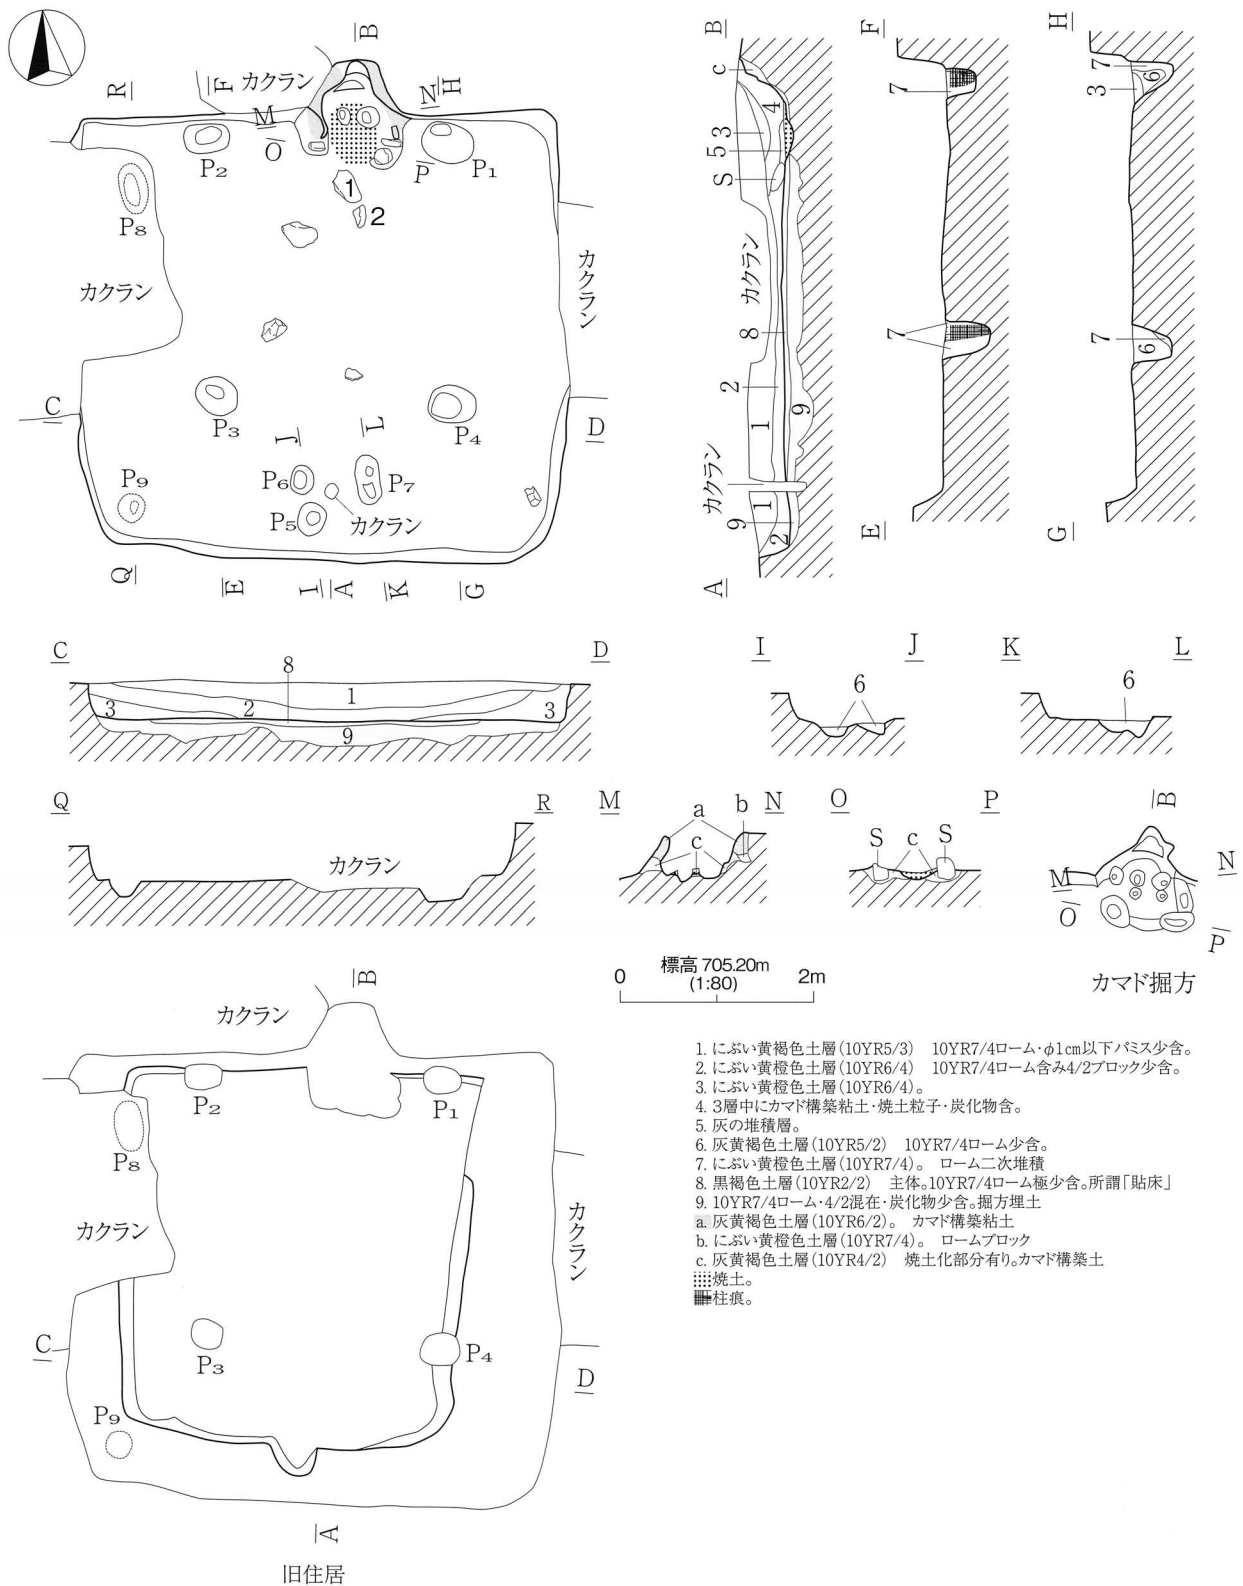 B
R
F
カクラン
M
O
N
H
P₂
P
P₁
1
2
P₈
カクラン
カクラン
C
P₃
J
L
P₄
D
P₉
P₆
P₇
P₅
カクラン
Q
E
I
A
K
G
B
c
4
3
5
S
カクラン
8
2
1
9
カクラン
1
9
2
A
F
7
7
E
H
7
6
3
7
6
G
C
D
8
1
3
2
3
9
I
J
6
K
L
6
Q
R
カクラン
M
N
a
b
c
O
P
S
c
S
B
M
N
O
P
カマド掘方
標高 705.20m
0
(1:80)
2m
B
カクラン
P₂
P₁
P₈
カクラン
カクラン
C
P₃
P₄
D
P₉
A
旧住居
1. にぶい黄褐色土層(10YR5/3)　10YR7/4ローム・φ1cm以下パミス少含。
2. にぶい黄橙色土層(10YR6/4)　10YR7/4ローム含み4/2ブロック少含。
3. にぶい黄橙色土層(10YR6/4)。
4. 3層中にカマド構築粘土・焼土粒子・炭化物含。
5. 灰の堆積層。
6. 灰黄褐色土層(10YR5/2)　10YR7/4ローム少含。
7. にぶい黄橙色土層(10YR7/4)。　ローム二次堆積
8. 黒褐色土層(10YR2/2)　主体。10YR7/4ローム極少含。所謂「貼床」
9. 10YR7/4ローム・4/2混在・炭化物少含。掘方埋土
a. 灰黄褐色土層(10YR6/2)。　カマド構築粘土
b. にぶい黄橙色土層(10YR7/4)。　ロームブロック
c. 灰黄褐色土層(10YR4/2)　焼土化部分有り。カマド構築土
焼土。
柱痕。